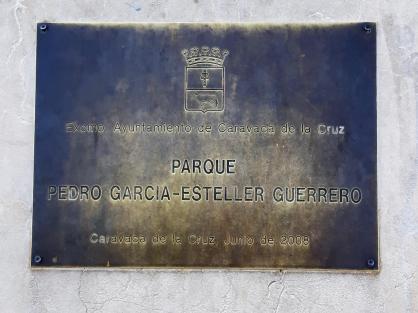 Excmo. Ayuntamiento de Caravaca de la Cruz
PARQUE
PEDRO GARCIA-ESTELLER GUERRERO
Caravaca de la Cruz, Junio de 2008